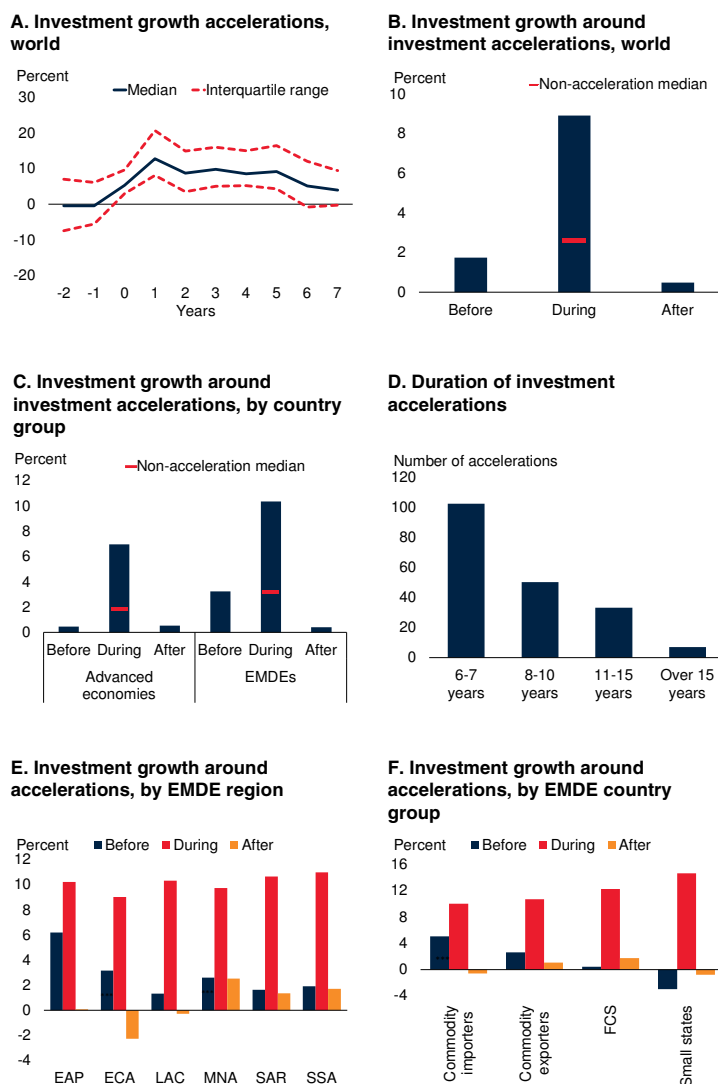 A. Investment growth accelerations,
world
Percent
Median Interquartile range
30
20
10
0
-10
-20
-2 -1 0 1 2 3 4 5 6 7
Years
B. Investment growth around
investment accelerations, world
Percent
Non-acceleration median
10
8
6
4
2
0
Before During After
C. Investment growth around
investment accelerations, by country
group
Percent
Non-acceleration median
12
10
8
6
4
2
0
Before During After Before During After
Advanced
economies
EMDEs
D. Duration of investment
accelerations
Number of accelerations
120
100
80
60
40
20
0
6-7
years
8-10
years
11-15
years
Over 15
years
E. Investment growth around
accelerations, by EMDE region
Percent
Before During After
12
10
8
6
4
2
0
-2
-4
EAP ECA LAC MNA SAR SSA
F. Investment growth around
accelerations, by EMDE country
group
Percent
Before During After
16
12
8
4
0
-4
Commodity
importers
Commodity
exporters
FCS
Small states